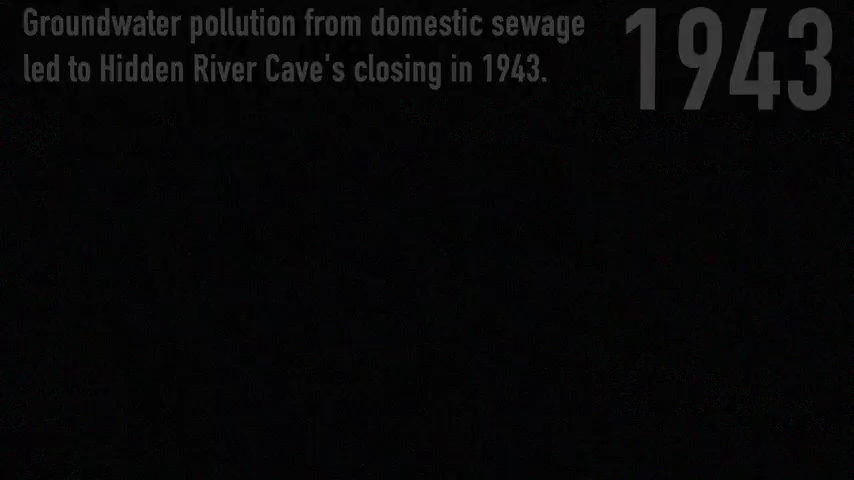 Groundwater pollution from domestic sewage
led to Hidden River Cave's closing in 1943.
1943